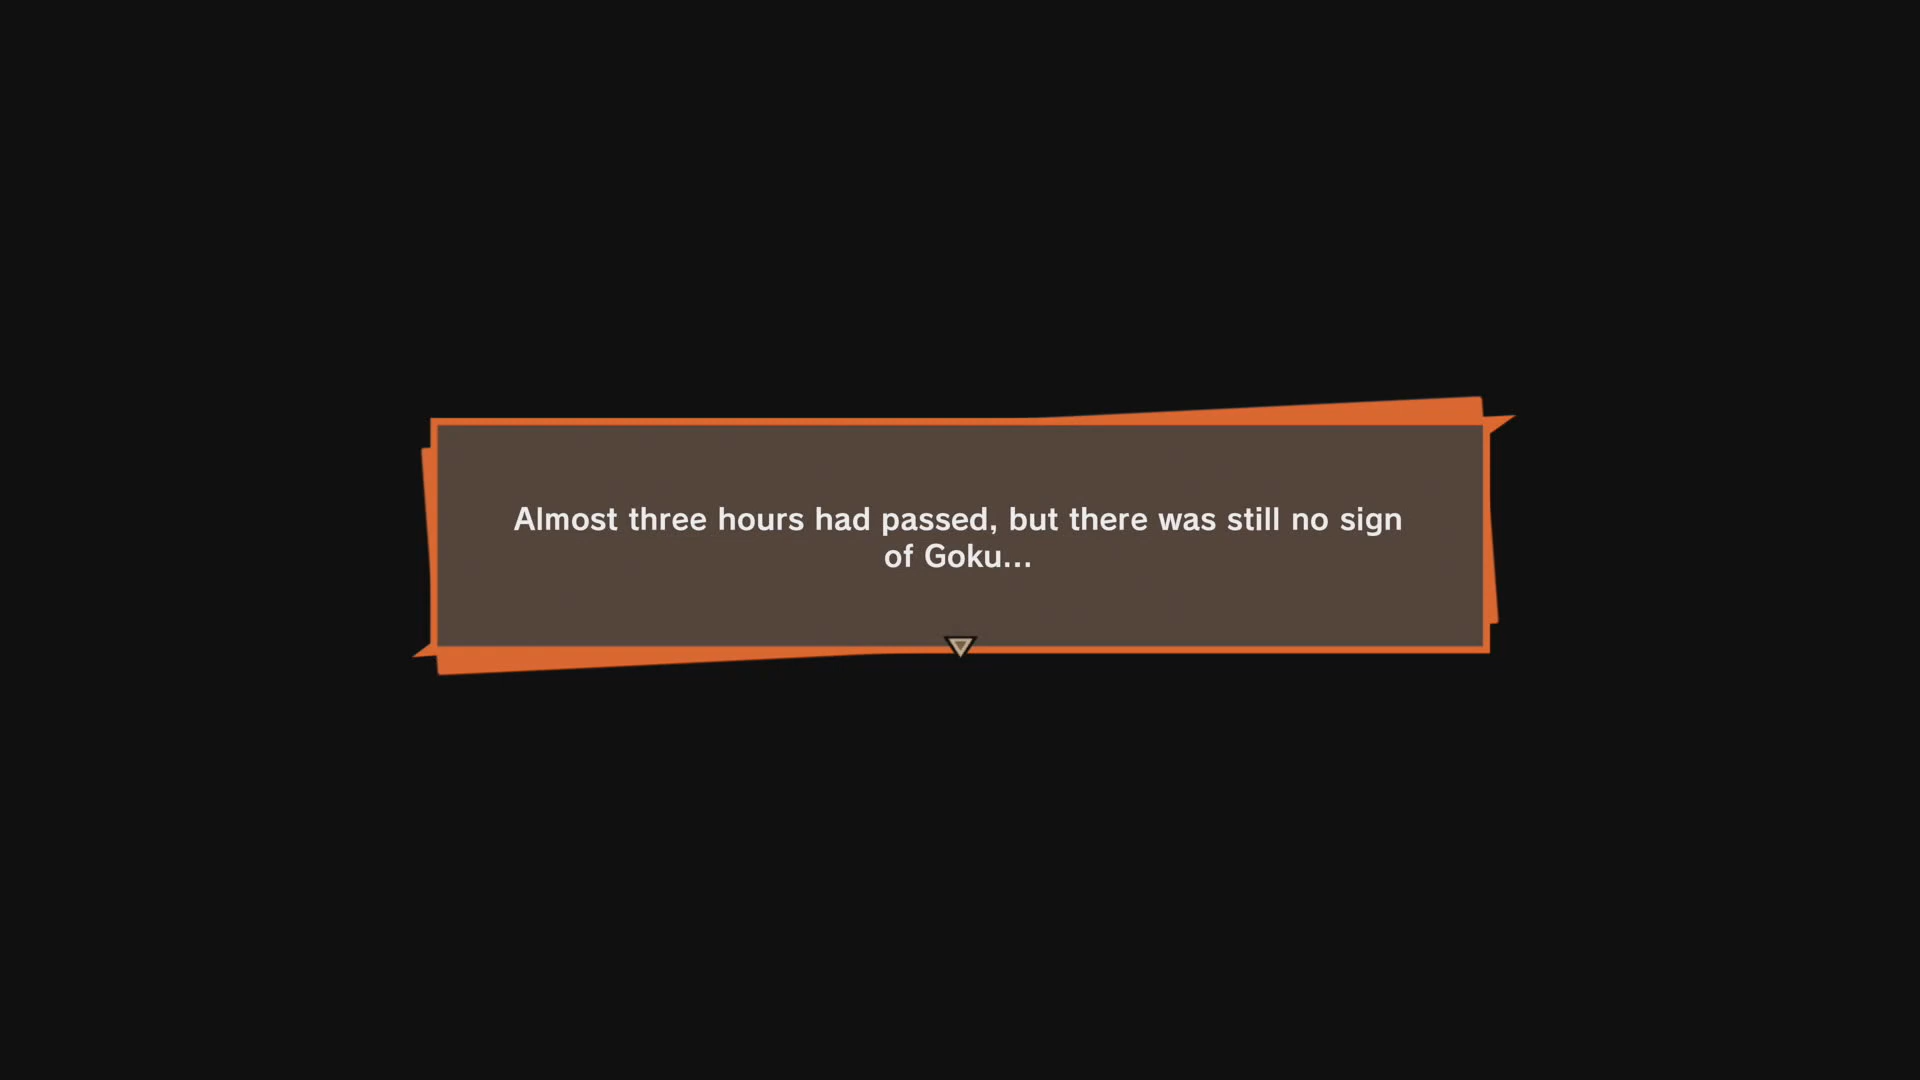 Almost three hours had passed, but there was still no sign
of Goku...